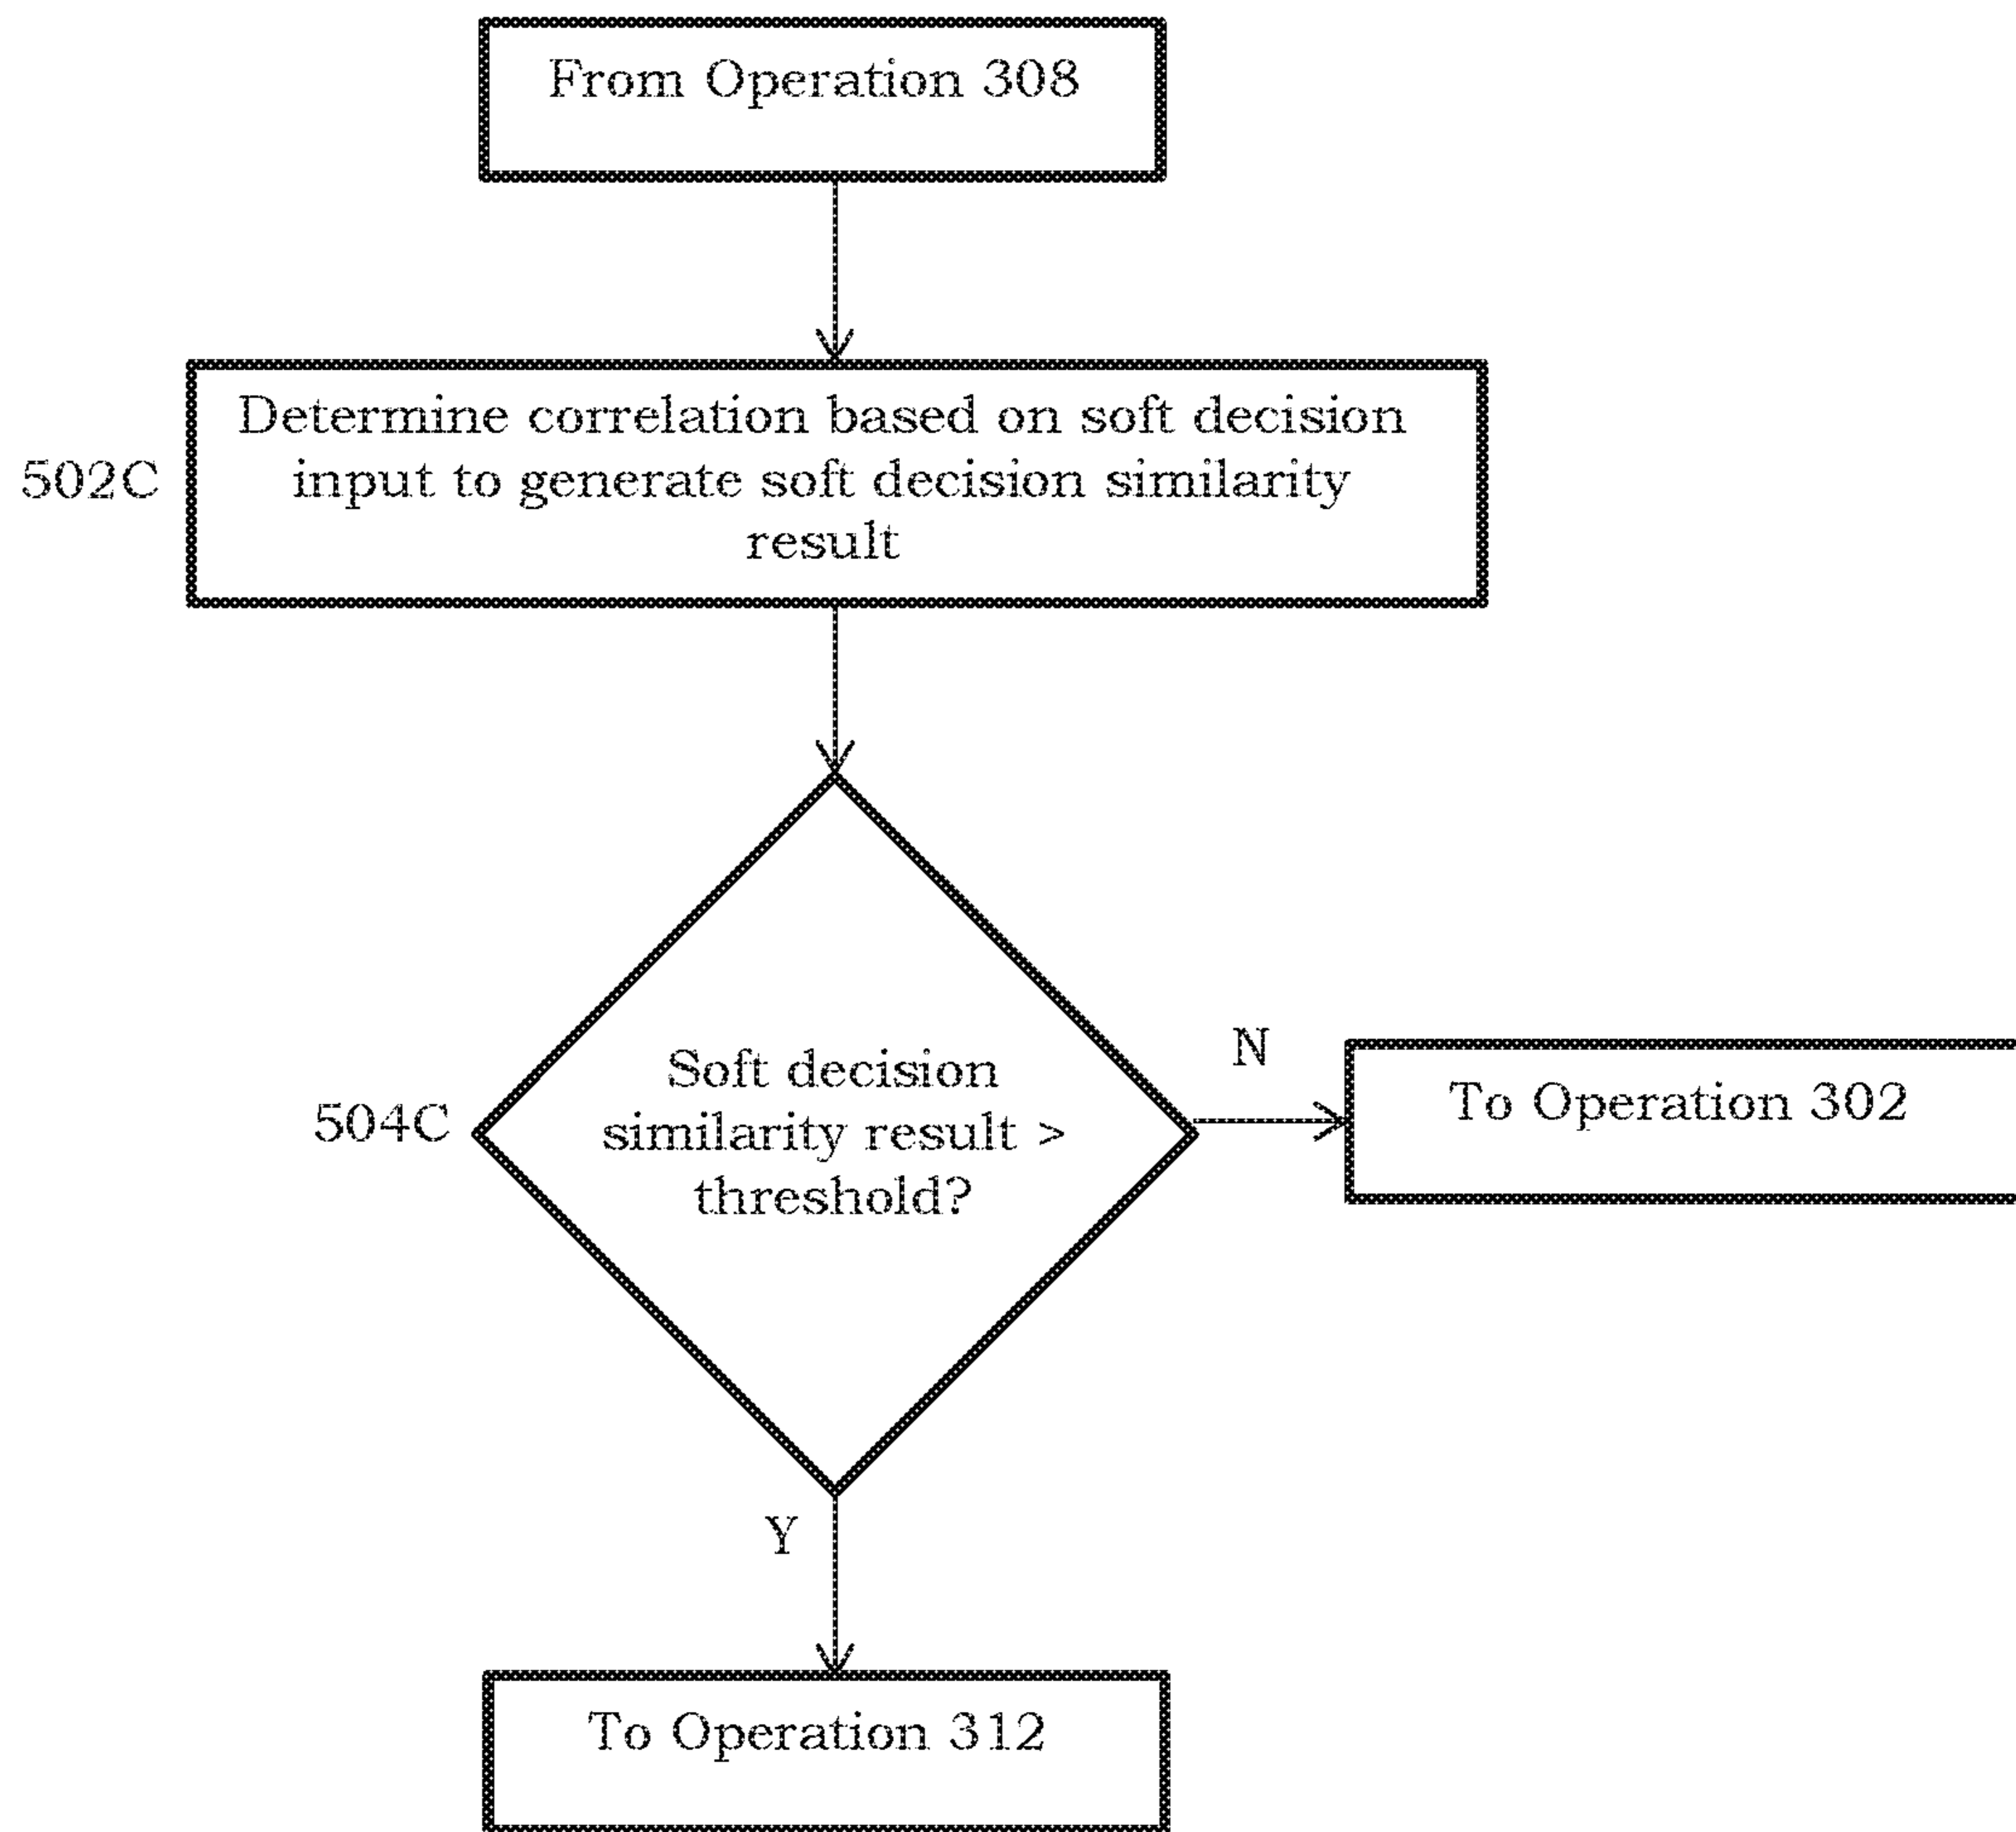 From Operation 308
502C
Determine correlation based on soft decision
input to generate soft decision similarity
result
504C
Soft decision
similarity result >
threshold?
N
To Operation 302
Y
To Operation 312